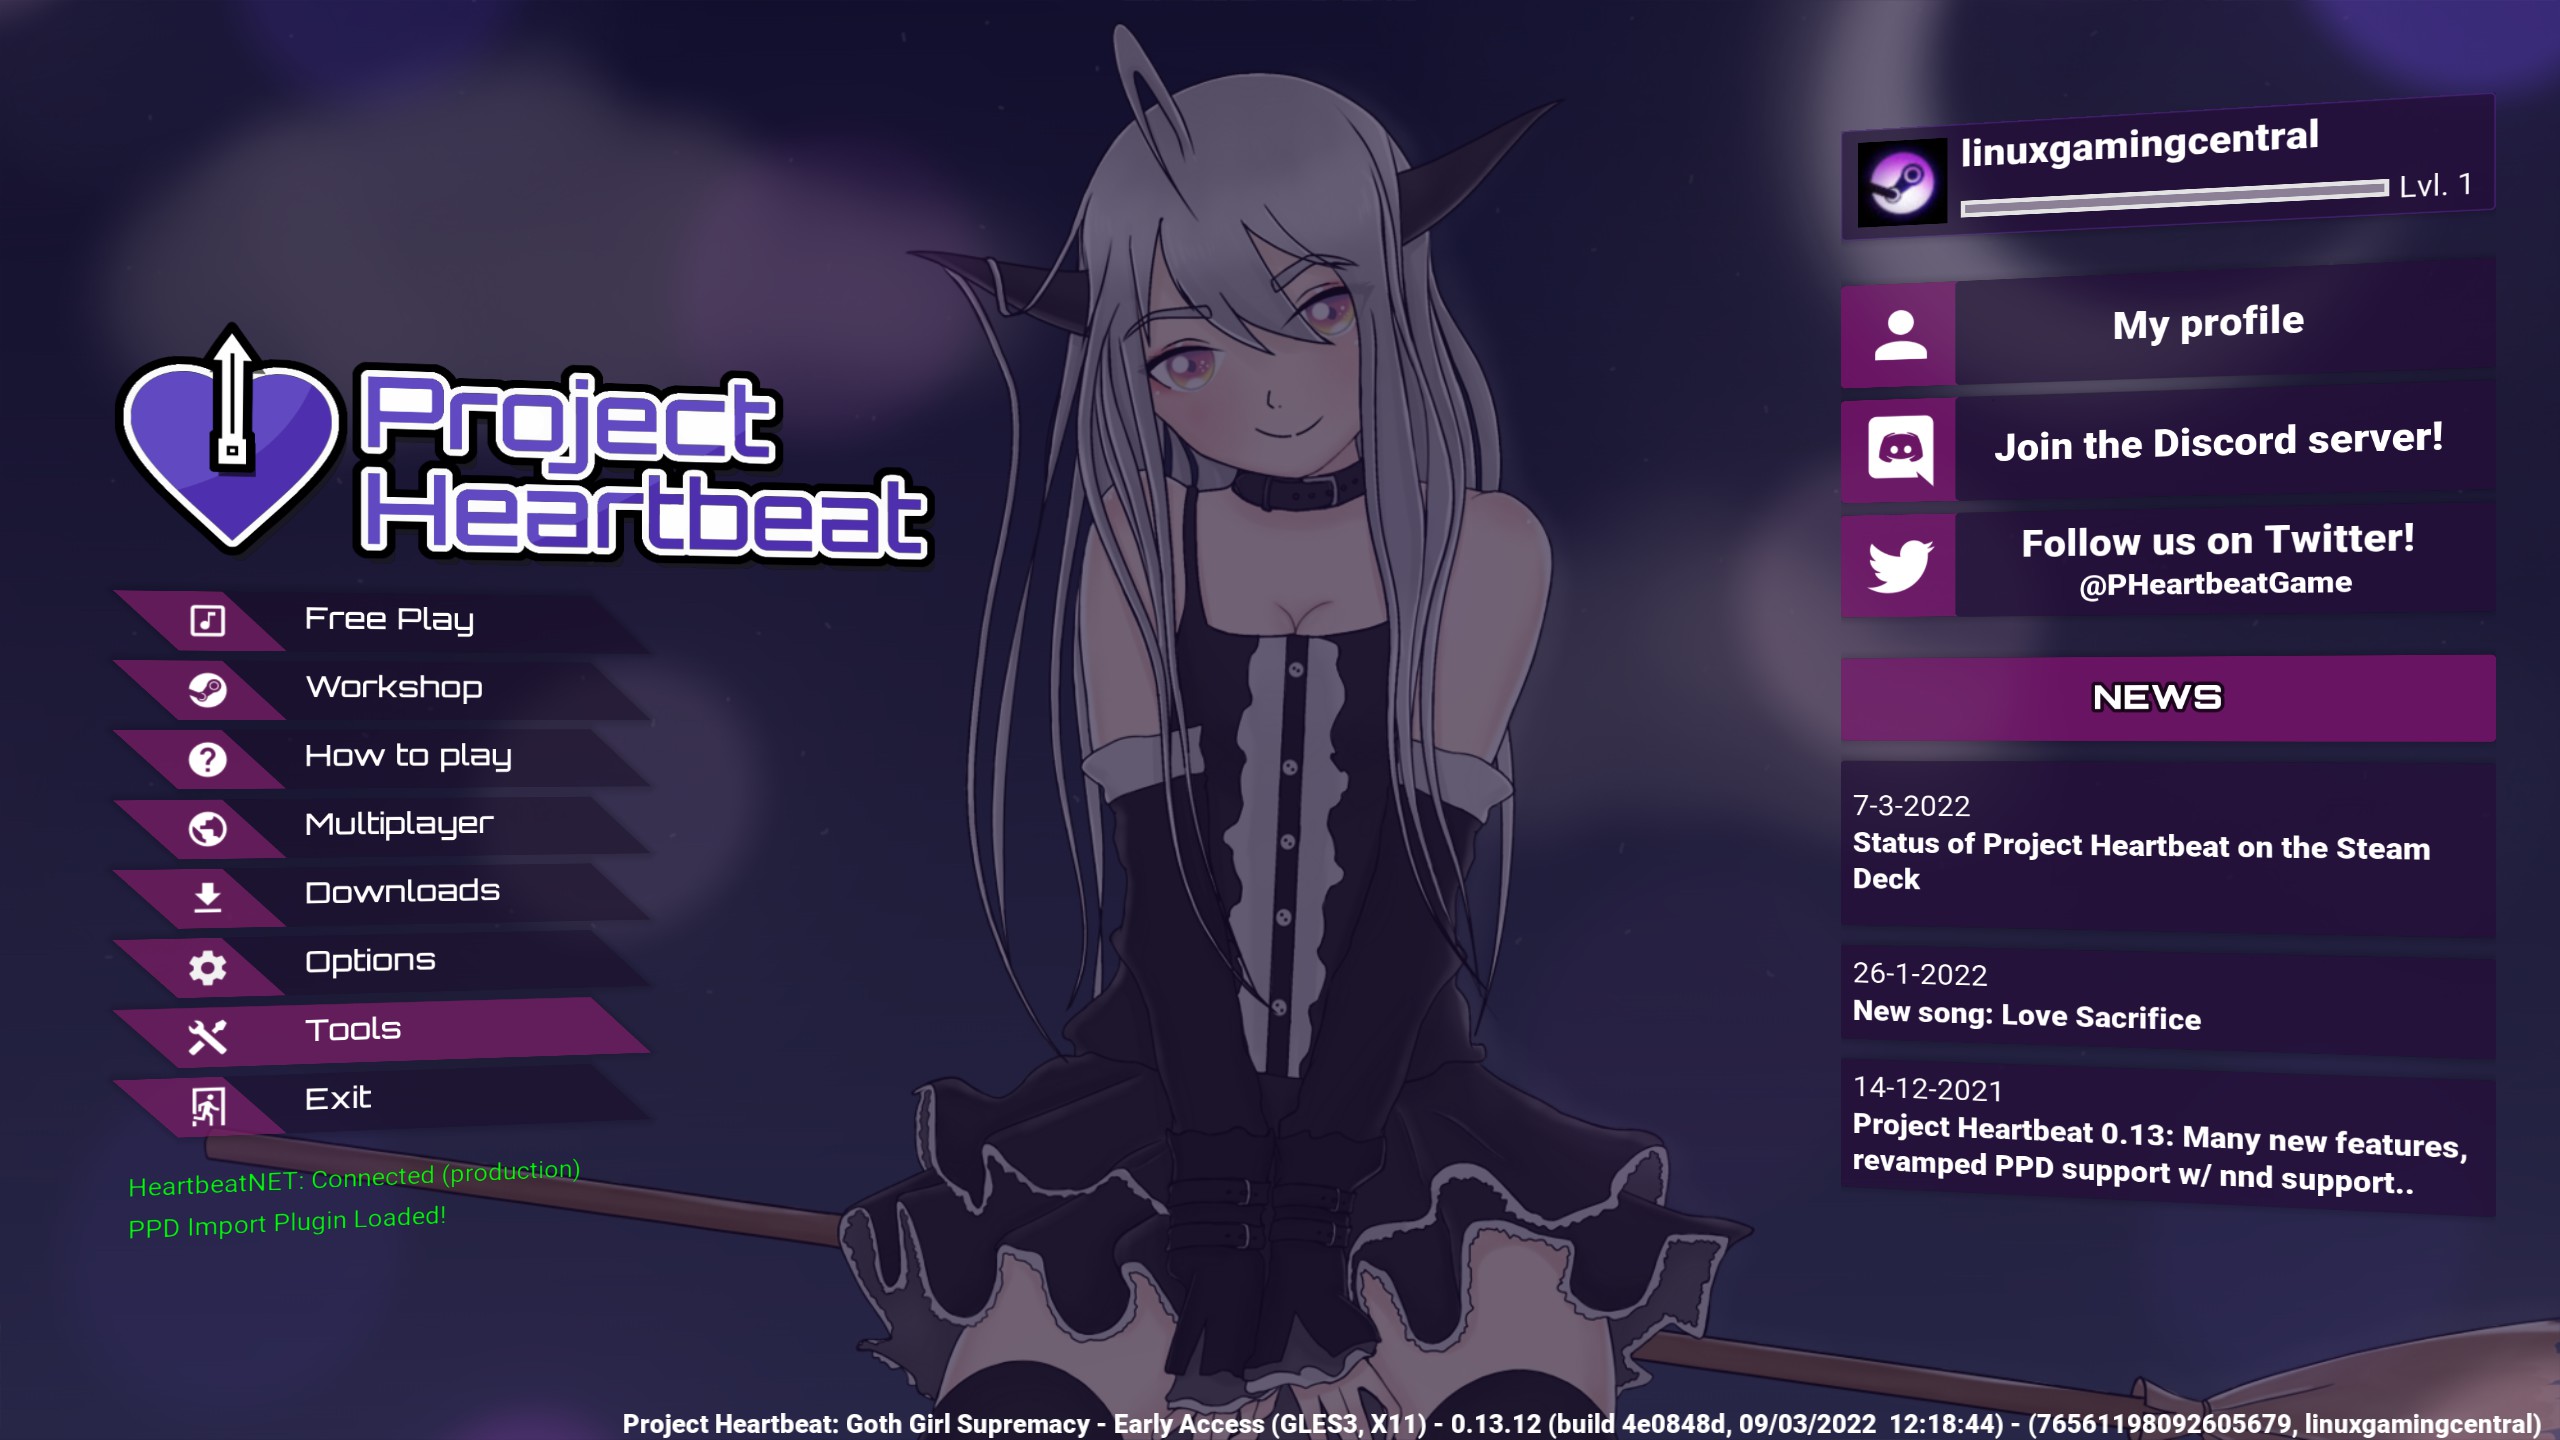 Project
Heartbeat
Free Play
Workshop
How to play
Multiplayer
Downloads
Options
Tools
Exit
HeartbeatNET: Connected (production)
PPD Import Plugin Loaded!
linuxgamingcentral
Lvl. 1
My profile
Join the Discord server!
Follow us on Twitter!
@PHeartbeatGame
NEWS
7-3-2022
Status of Project Heartbeat on the Steam
Deck
26-1-2022
New song: Love Sacrifice
14-12-2021
Project Heartbeat 0.13: Many new features,
revamped PPD support w/ nnd support..
Project Heartbeat: Goth Girl Supremacy - Early Access (GLES3, X11) - 0.13.12 (build 4e0848d, 09/03/2022  12:18:44) - (76561198092605679, linuxgamingcentral)